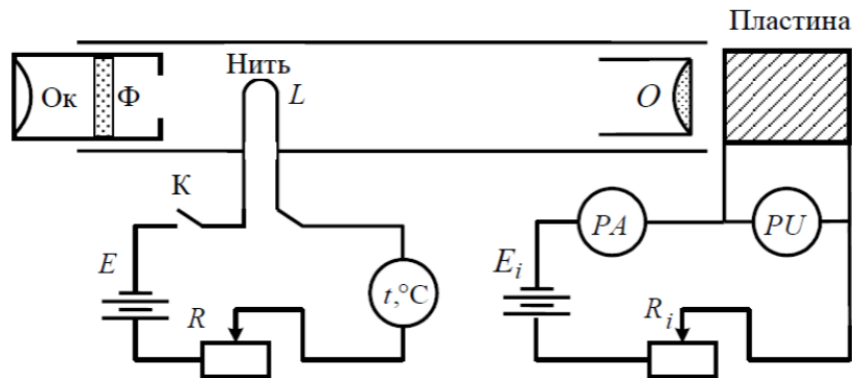 Пластина
Нить
Ок Ф L O
К
PA PU
E t,°C E_i
R R_i